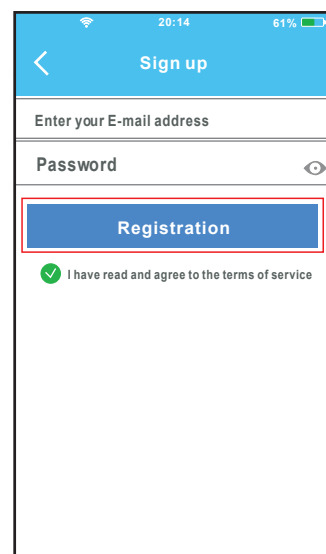 20:14
61%
Sign up
Enter your E-mail address
Password
Registration
I have read and agree to the terms of service